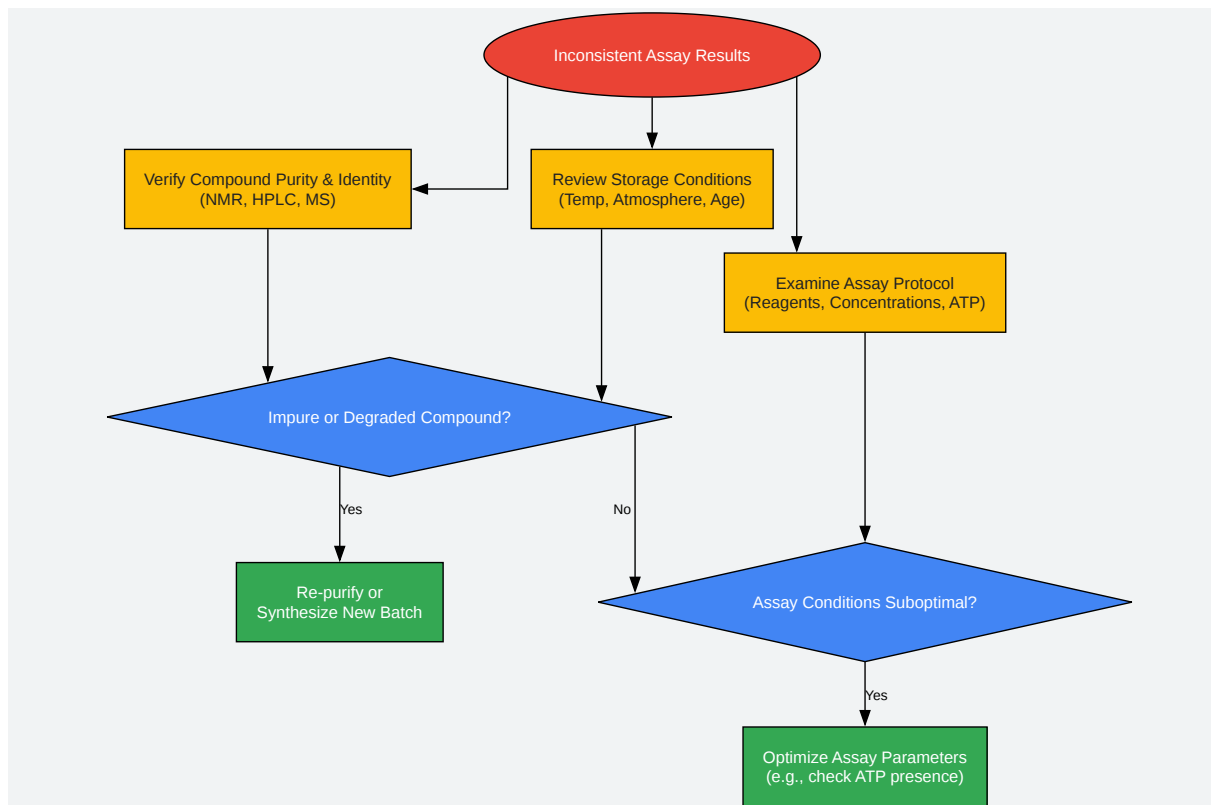 Inconsistent Assay Results
Verify Compound Purity & Identity
(NMR, HPLC, MS)
Review Storage Conditions
(Temp, Atmosphere, Age)
Examine Assay Protocol
(Reagents, Concentrations, ATP)
Impure or Degraded Compound?
Yes
No
Re-purify or
Synthesize New Batch
Assay Conditions Suboptimal?
Yes
Optimize Assay Parameters
(e.g., check ATP presence)